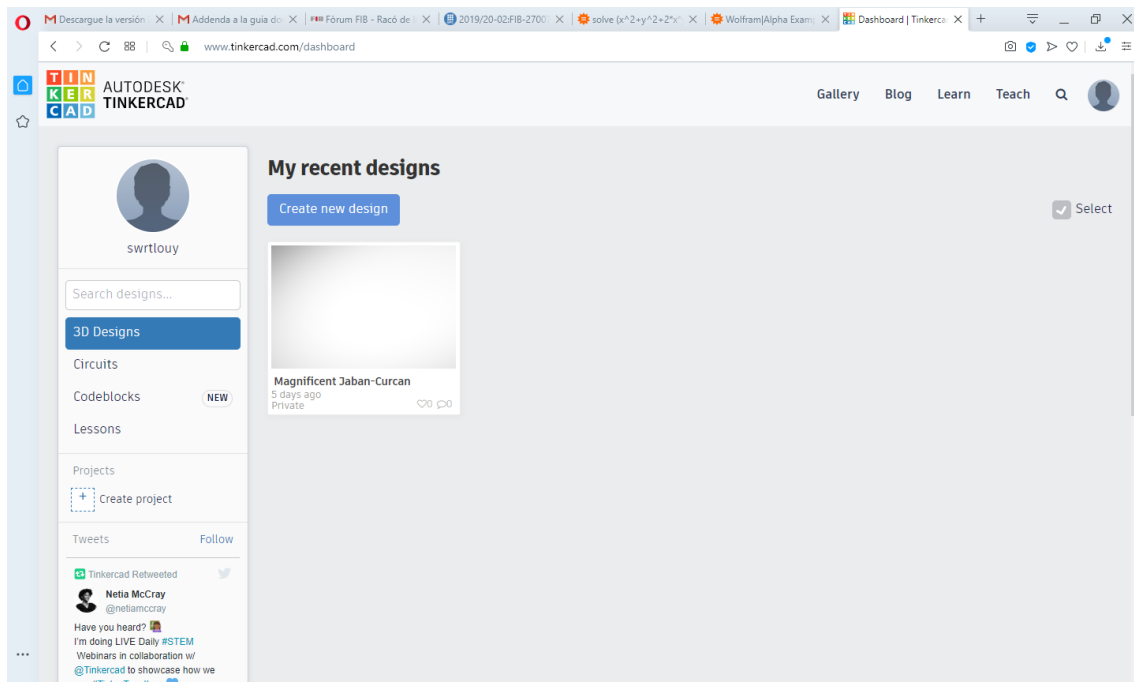 Descargue la versión
Addenda a la guia do
Fòrum FIB - Racó de
2019/20-02:FIB-2700
solve (x^2+y^2+2*x
Wolfram|Alpha Exam
Dashboard | Tinkerca
www.tinkercad.com/dashboard
TIN
KER
CAD
AUTODESK
TINKERCAD
Gallery Blog Learn Teach
swrtlouy
Search designs...
3D Designs
Circuits
Codeblocks NEW
Lessons
Projects
+ Create project
Tweets Follow
Tinkercad Retweeted
Netia McCray
@netiamccray
Have you heard?
I'm doing LIVE Daily #STEM
Webinars in collaboration w/
@Tinkercad to showcase how we
My recent designs
Create new design
Select
Magnificent Jaban-Curcan
5 days ago
Private 0 0